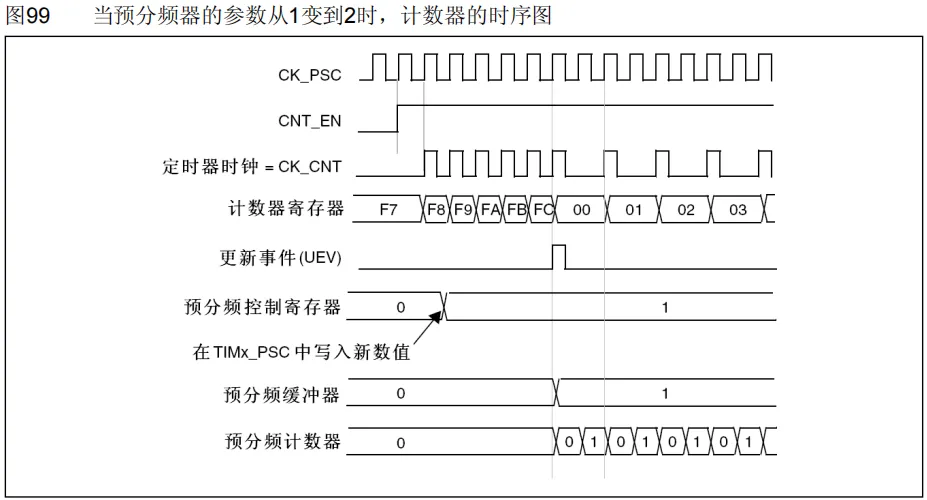 图99 当预分频器的参数从1变到2时，计数器的时序图
CK_PSC
CNT_EN
定时器时钟 = CK_CNT
计数器寄存器 F7 F8 F9 FA FB FC 00 01 02 03
更新事件(UEV)
预分频控制寄存器 0 1
在TIMx_PSC 中写入新数值
预分频缓冲器 0 1
预分频计数器 0 0 1 0 1 0 1 0 1